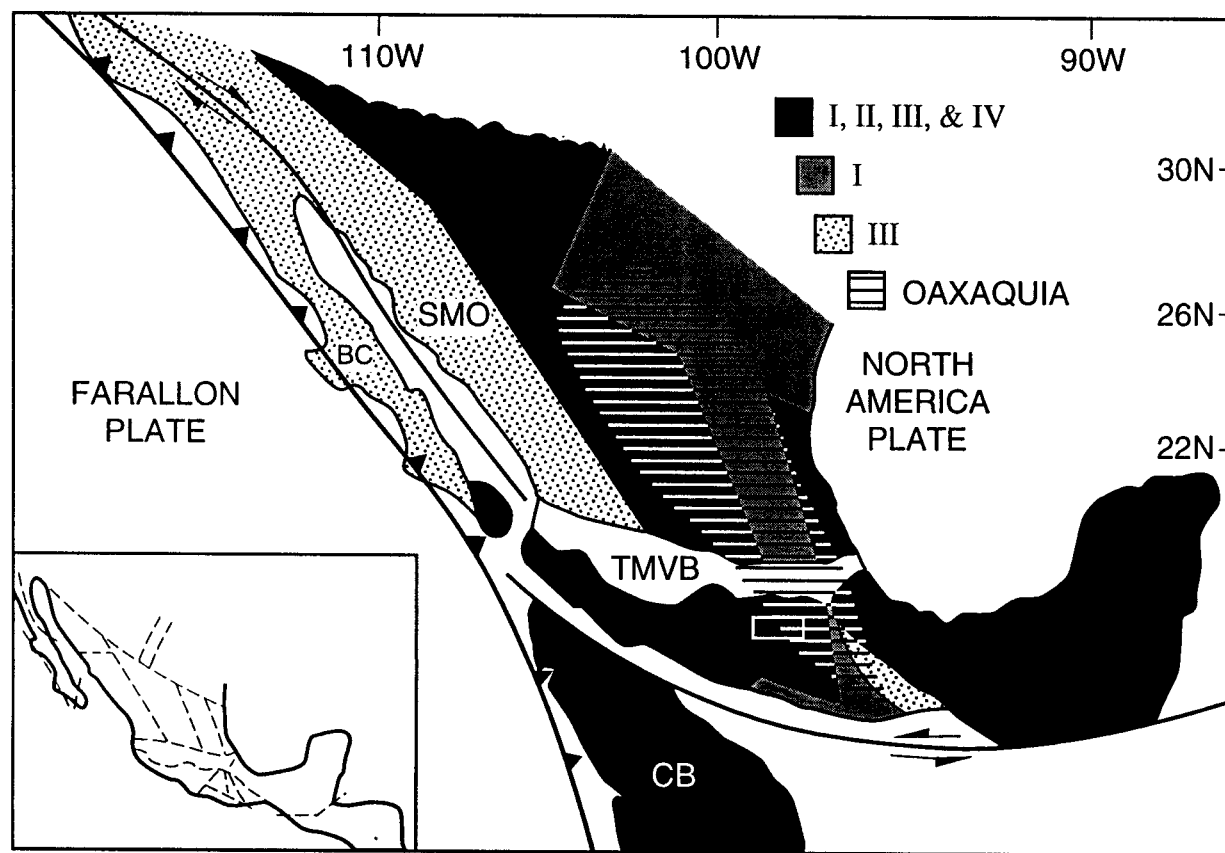 110W 100W 90W
I, II, III, & IV
30N
I
III
OAXAQUIA
SMO
26N
BC
FARALLON
PLATE
NORTH
AMERICA
PLATE
22N
TMVB
CB